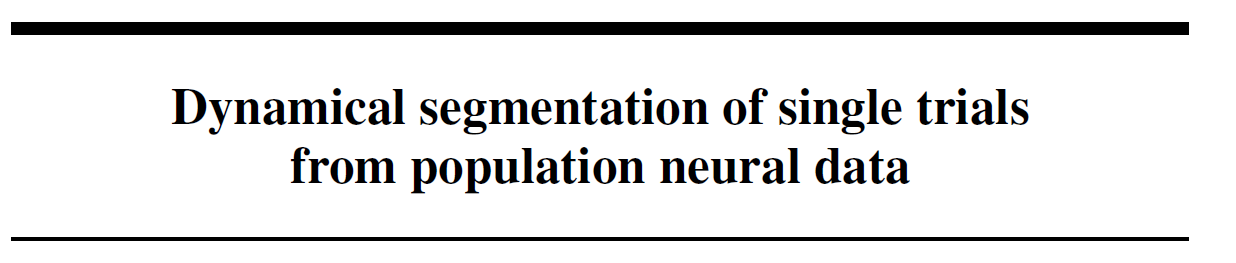 Dynamical segmentation of single trials
from population neural data